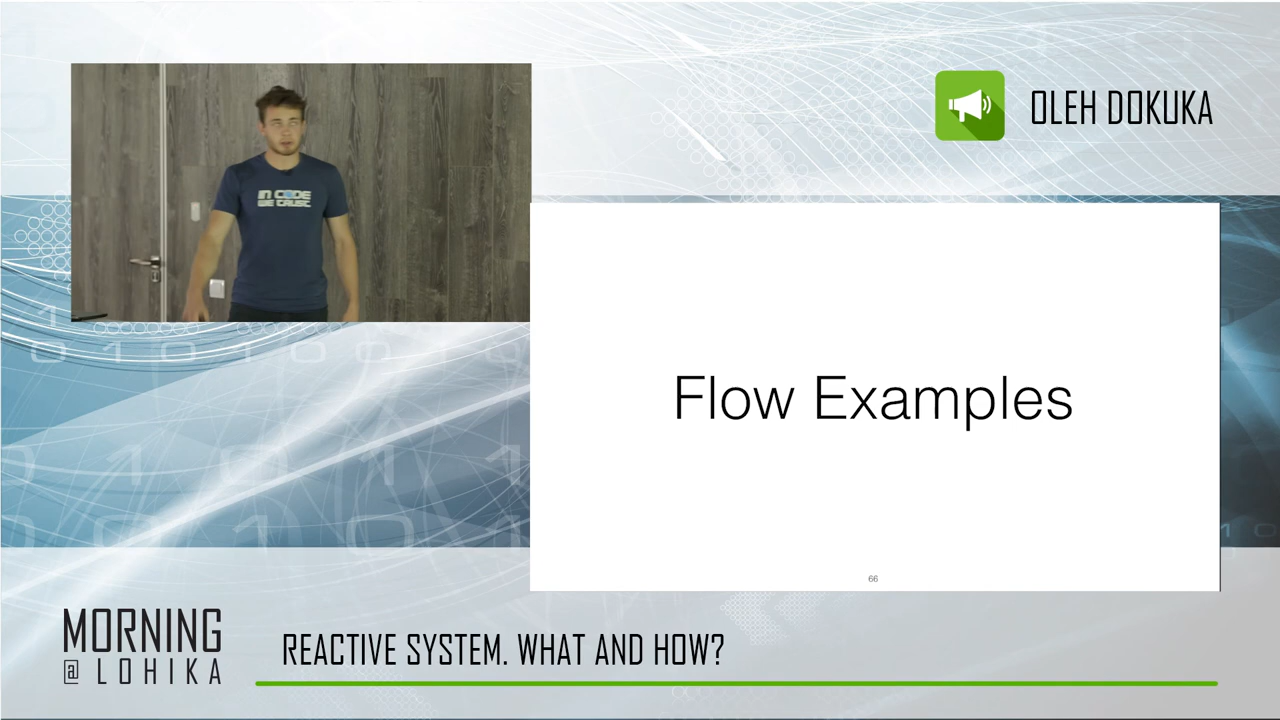 OLEH DOKUKA
IN CODE
WE TRUST
Flow Examples
66
MORNING
@ LOHIKA
REACTIVE SYSTEM. WHAT AND HOW?